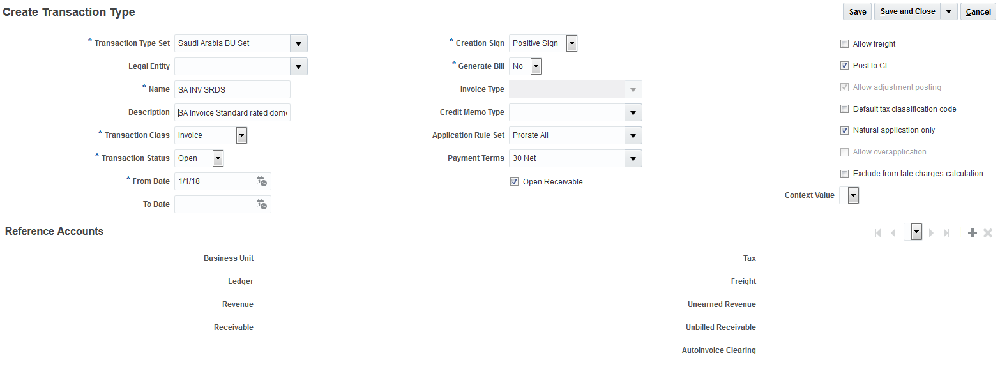 Create Transaction Type
Save
Save and Close
Cancel
* Transaction Type Set Saudi Arabia BU Set
Legal Entity
* Name SA INV SRDS
Description SA Invoice Standard rated dome
* Transaction Class Invoice
* Transaction Status Open
* From Date 1/1/18
To Date
* Creation Sign Positive Sign
* Generate Bill No
Invoice Type
Credit Memo Type
Application Rule Set Prorate All
Payment Terms 30 Net
Open Receivable
Allow freight
Post to GL
Allow adjustment posting
Default tax classification code
Natural application only
Allow overapplication
Exclude from late charges calculation
Context Value
Reference Accounts
Business Unit
Ledger
Revenue
Receivable
Tax
Freight
Unearned Revenue
Unbilled Receivable
AutoInvoice Clearing